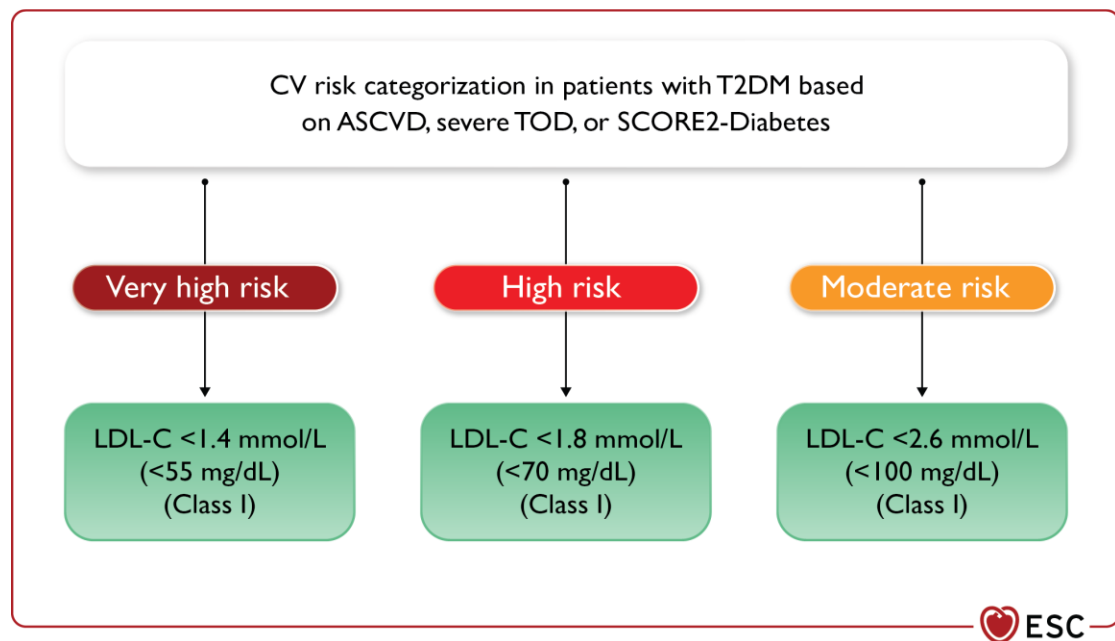 CV risk categorization in patients with T2DM based
on ASCVD, severe TOD, or SCORE2-Diabetes
Very high risk
High risk
Moderate risk
LDL-C <1.4 mmol/L
(<55 mg/dL)
(Class I)
LDL-C <1.8 mmol/L
(<70 mg/dL)
(Class I)
LDL-C <2.6 mmol/L
(<100 mg/dL)
(Class I)
ESC